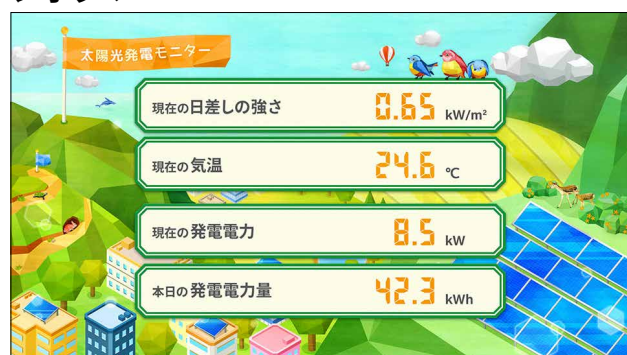 太陽光発電モニター
現在の日差しの強さ 0.65 kW/m²
現在の気温 24.6 ℃
現在の発電電力 8.5 kW
本日の発電電力量 42.3 kWh